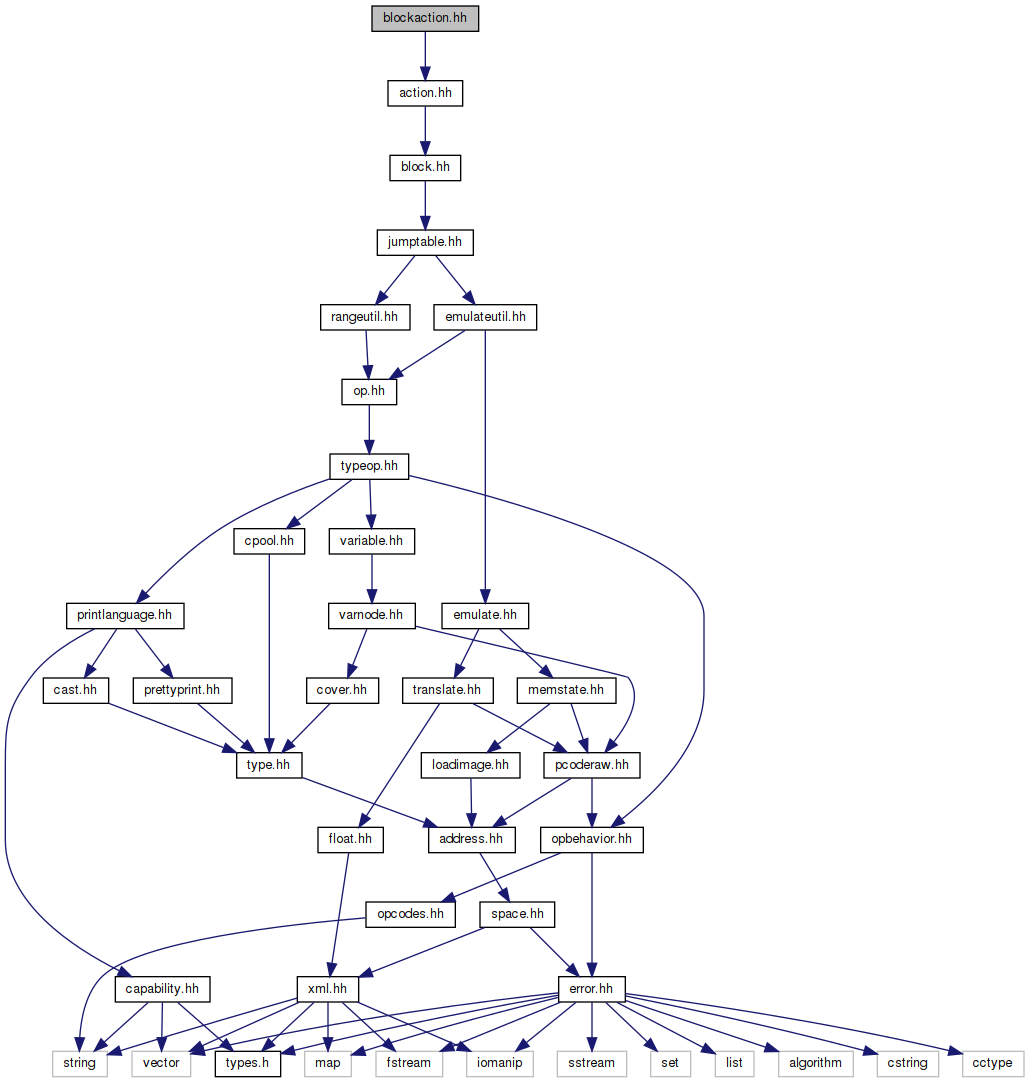 blockaction.hh
action.hh
block.hh
jumptable.hh
rangeutil.hh
emulateutil.hh
op.hh
typeop.hh
cpool.hh
variable.hh
printlanguage.hh
varnode.hh
emulate.hh
cast.hh
prettyprint.hh
cover.hh
translate.hh
memstate.hh
type.hh
loadimage.hh
pcoderaw.hh
float.hh
address.hh
opbehavior.hh
opcodes.hh
space.hh
capability.hh
xml.hh
error.hh
string
vector
types.h
map
fstream
iomanip
sstream
set
list
algorithm
cstring
cctype